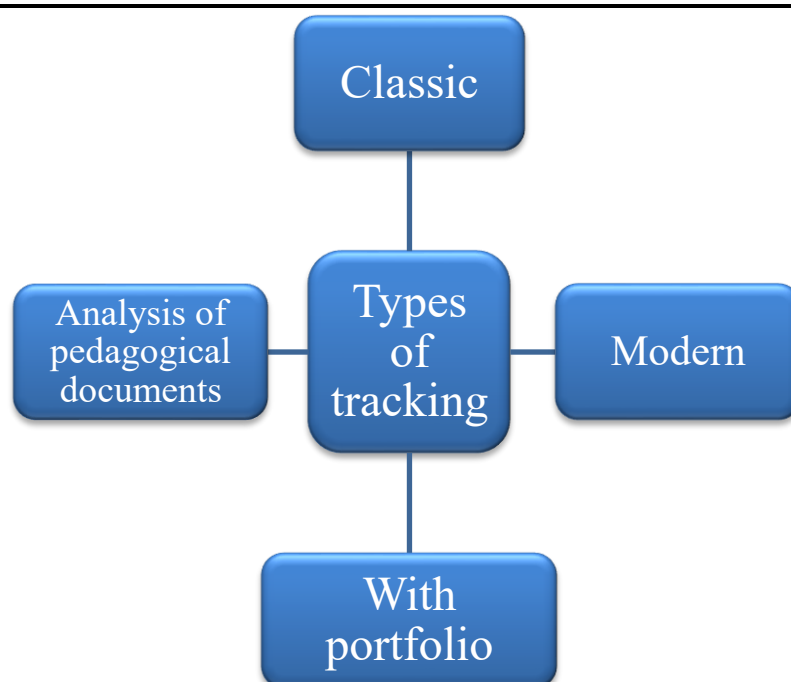 Classic
Analysis of
pedagogical
documents
Types
of
tracking
Modern
With
portfolio